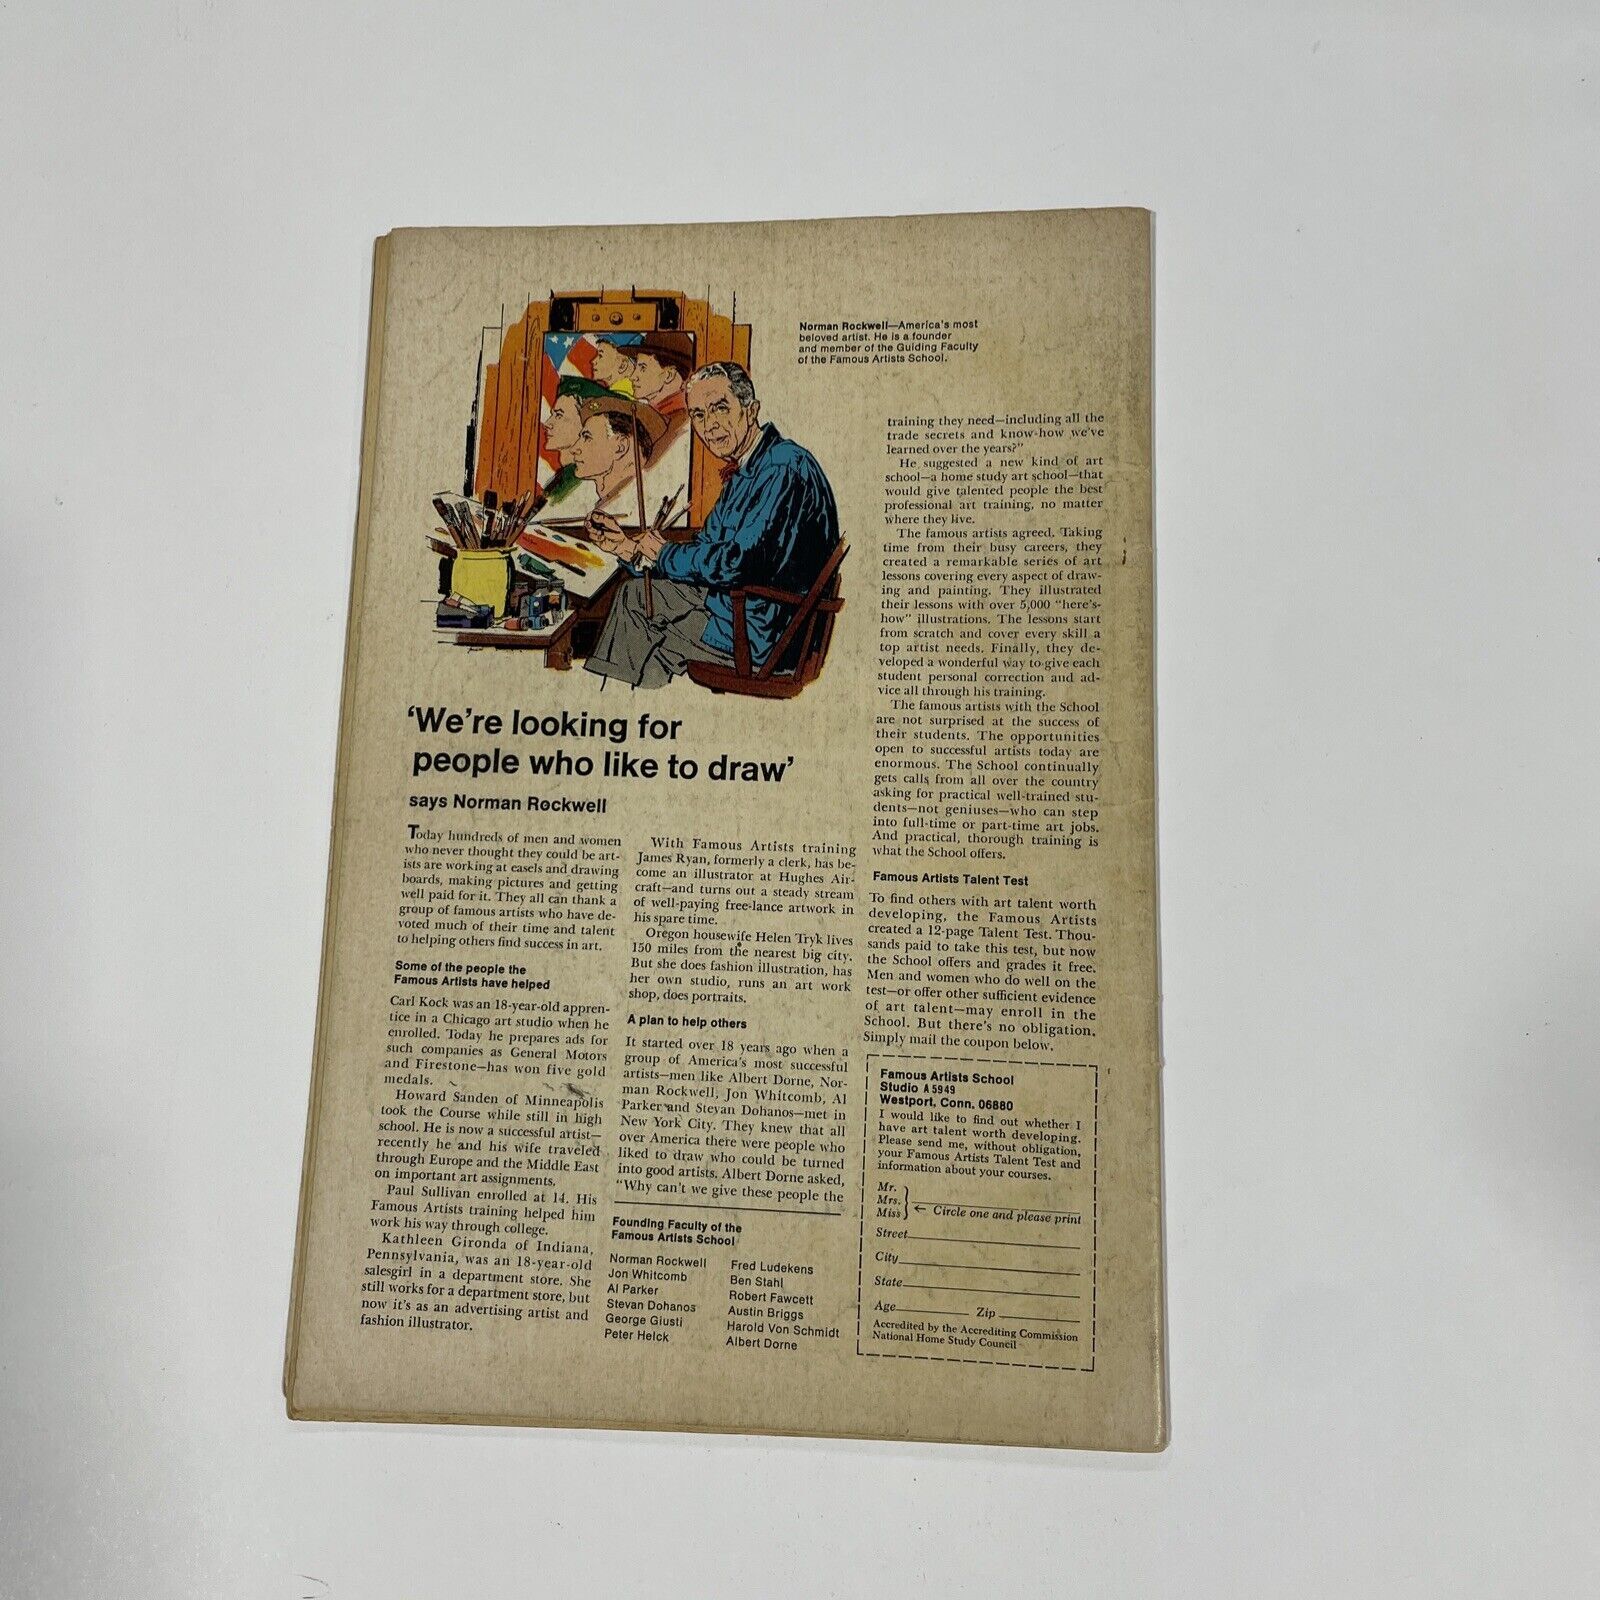 Norman Rockwell—America's most
beloved artist. He is a founder
and member of the Guiding Faculty
of the Famous Artists School.
'We're looking for
people who like to draw'
says Norman Rockwell
Today hundreds of men and women
who never thought they could be art-
ists are working at easels and drawing
boards, making pictures and getting
well paid for it. They all can thank a
group of famous artists who have de-
voted much of their time and talent
to helping others find success in art.
Some of the people the
Famous Artists have helped
Carl Kock was an 18-year-old appren-
tice in a Chicago art studio when he
enrolled. Today he prepares ads for
such companies as General Motors
and Firestone—has won five gold
medals.
Howard Sanden of Minneapolis
took the Course while still in high
school. He is now a successful artist—
recently he and his wife traveled
through Europe and the Middle East
on important art assignments.
Paul Sullivan enrolled at 14. His
Famous Artists training helped him
work his way through college.
Kathleen Gironda of Indiana,
Pennsylvania, was an 18-year-old
salesgirl in a department store. She
still works for a department store, but
now it's as an advertising artist and
fashion illustrator.
With Famous Artists training
James Ryan, formerly a clerk, has be-
come an illustrator at Hughes Air-
craft—and turns out a steady stream
of well-paying free-lance artwork in
his spare time.
Oregon housewife Helen Tryk lives
150 miles from the nearest big city.
But she does fashion illustration, has
her own studio, runs an art work
shop, does portraits.
A plan to help others
It started over 18 years ago when a
group of America's most successful
artists—men like Albert Dorne, Nor-
man Rockwell, Jon Whitcomb, Al
Parker and Stevan Dohanos—met in
New York City. They knew that all
over America there were people who
liked to draw who could be turned
into good artists. Albert Dorne asked,
"Why can't we give these people the
Founding Faculty of the
Famous Artists School
Norman Rockwell
Jon Whitcomb
Al Parker
Stevan Dohanos
George Giusti
Peter Helck
Fred Ludekens
Ben Stahl
Robert Fawcett
Austin Briggs
Harold Von Schmidt
Albert Dorne
training they need—including all the
trade secrets and know-how we've
learned over the years?"
He suggested a new kind of art
school—a home study art school—that
would give talented people the best
professional art training, no matter
where they live.
The famous artists agreed. Taking
time from their busy careers, they
created a remarkable series of art
lessons covering every aspect of draw-
ing and painting. They illustrated
their lessons with over 5,000 "here's-
how" illustrations. The lessons start
from scratch and cover every skill a
top artist needs. Finally, they de-
veloped a wonderful way to give each
student personal correction and ad-
vice all through his training.
The famous artists with the School
are not surprised at the success of
their students. The opportunities
open to successful artists today are
enormous. The School continually
gets calls from all over the country
asking for practical well-trained stu-
dents—not geniuses—who can step
into full-time or part-time art jobs.
And practical, thorough training is
what the School offers.
Famous Artists Talent Test
To find others with art talent worth
developing, the Famous Artists
created a 12-page Talent Test. Thou-
sands paid to take this test, but now
the School offers and grades it free.
Men and women who do well on the
test—or offer other sufficient evidence
of art talent—may enroll in the
School. But there's no obligation.
Simply mail the coupon below.
Famous Artists School
Studio A5949
Westport, Conn. 06880
I would like to find out whether I
have art talent worth developing.
Please send me, without obligation,
your Famous Artists Talent Test and
information about your courses.
Mr.
Mrs.
Miss ← Circle one and please print
Street
City
State
Age Zip
Accredited by the Accrediting Commission
National Home Study Council